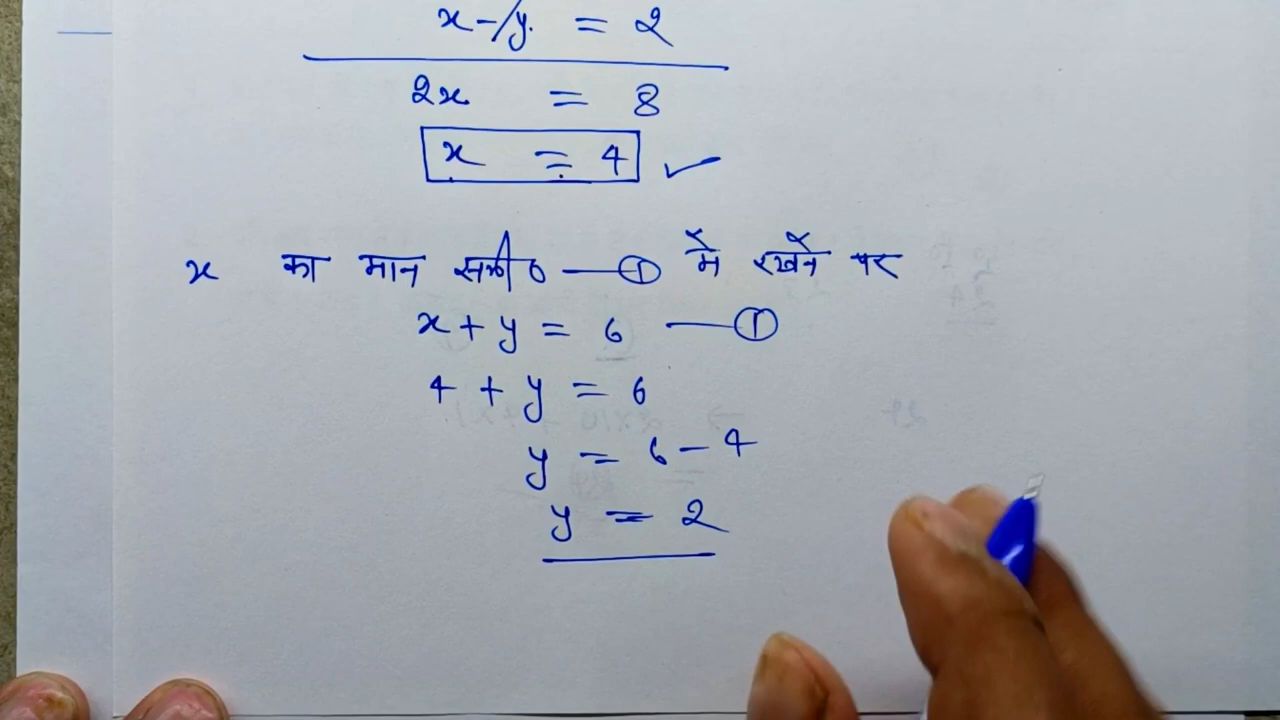 x - y = 2
2x = 8
x = 4 ✓
x का मान समी० —① में रखने पर
x + y = 6 —①
4 + y = 6
y = 6 - 4
y = 2